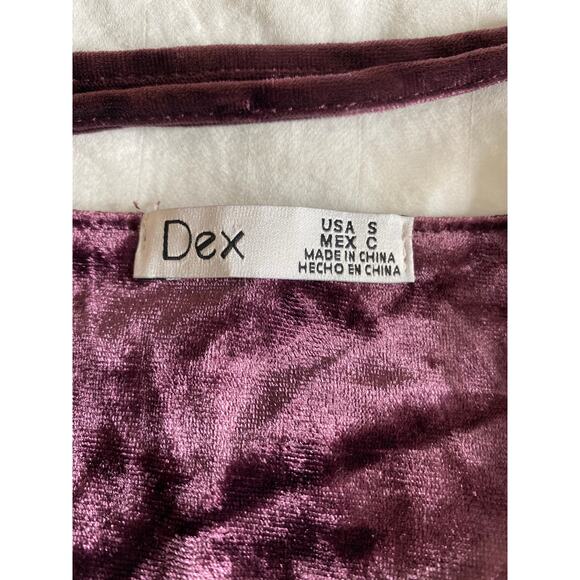 Dex
USA S
MEX C
MADE IN CHINA
HECHO EN CHINA